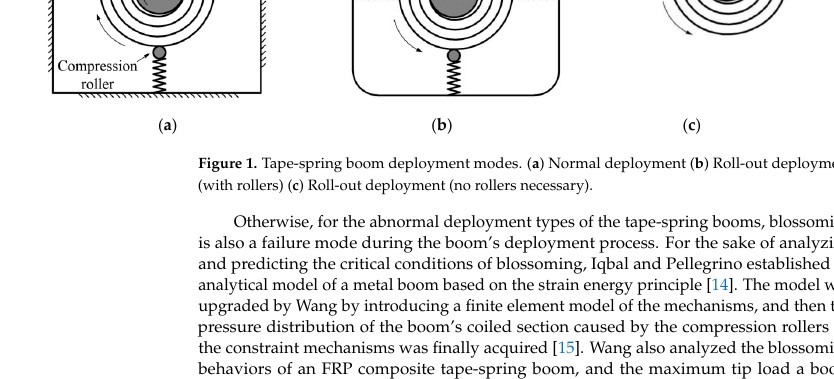 Compression
roller
(a)
(b)
(c)
Figure 1. Tape-spring boom deployment modes. (a) Normal deployment (b) Roll-out deployme
(with rollers) (c) Roll-out deployment (no rollers necessary).
Otherwise, for the abnormal deployment types of the tape-spring booms, blossomi
is also a failure mode during the boom's deployment process. For the sake of analyzi
and predicting the critical conditions of blossoming, Iqbal and Pellegrino established
analytical model of a metal boom based on the strain energy principle [14]. The model w
upgraded by Wang by introducing a finite element model of the mechanisms, and then t
pressure distribution of the boom's coiled section caused by the compression rollers
the constraint mechanisms was finally acquired [15]. Wang also analyzed the blossomi
behaviors of an FRP composite tape-spring boom, and the maximum tip load a boo